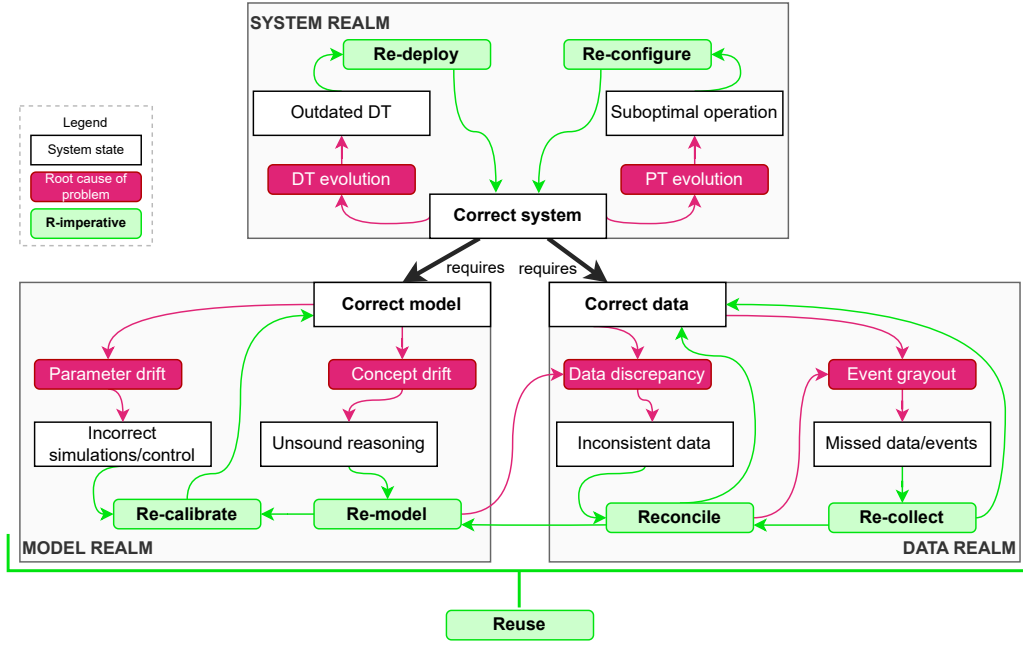 SYSTEM REALM
Re-deploy
Re-configure
Outdated DT
Suboptimal operation
DT evolution
PT evolution
Correct system
Legend
System state
Root cause of
problem
R-imperative
requires
requires
Correct model
Correct data
Parameter drift
Concept drift
Data discrepancy
Event grayout
Incorrect
simulations/control
Unsound reasoning
Inconsistent data
Missed data/events
Re-calibrate
Re-model
Reconcile
Re-collect
MODEL REALM
DATA REALM
Reuse